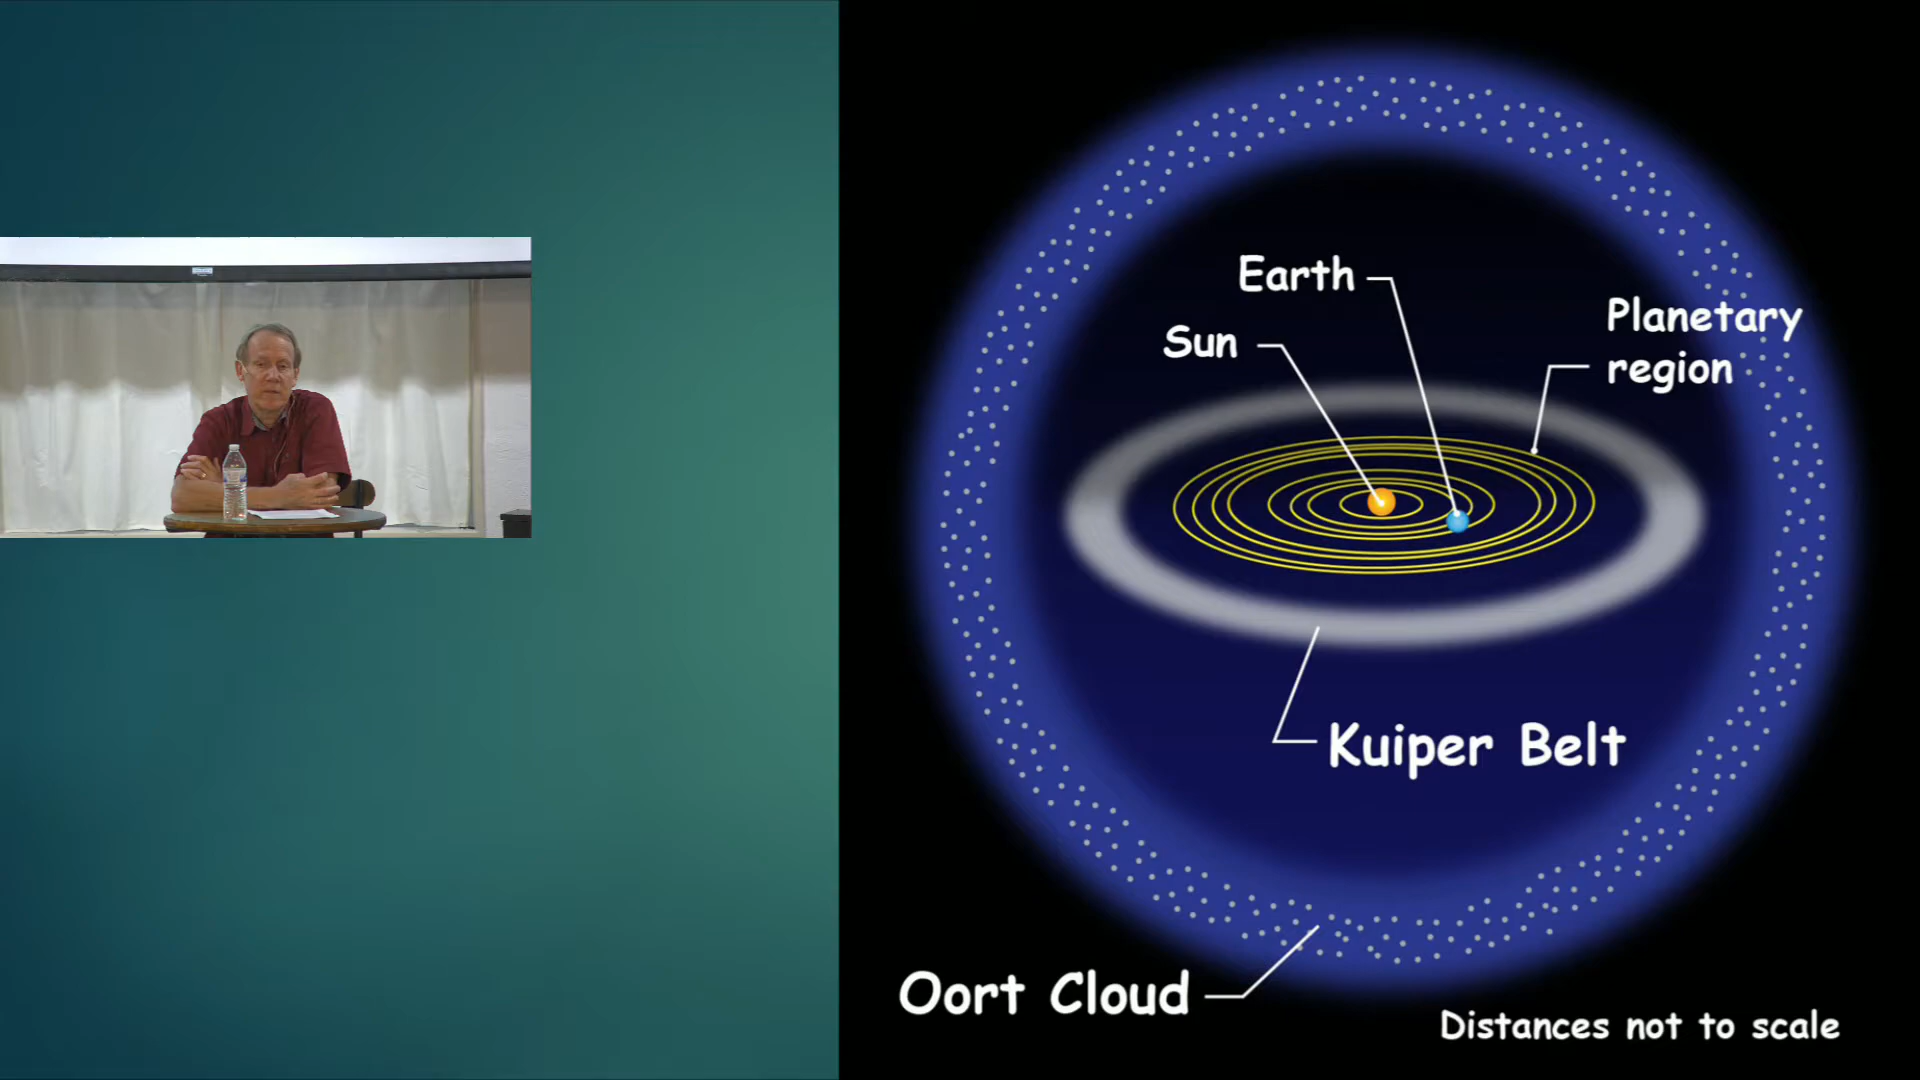 Earth
Sun
Planetary
region
Kuiper Belt
Oort Cloud
Distances not to scale